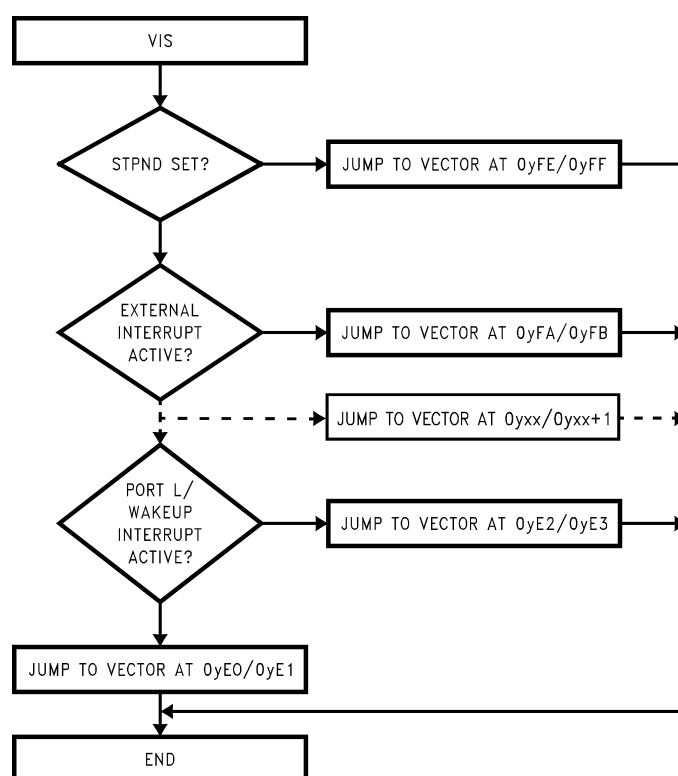 VIS
STPND SET?
JUMP TO VECTOR AT 0yFE/0yFF
EXTERNAL
INTERRUPT
ACTIVE?
JUMP TO VECTOR AT 0yFA/0yFB
JUMP TO VECTOR AT 0yxx/0yxx+1
PORT L/
WAKEUP
INTERRUPT
ACTIVE?
JUMP TO VECTOR AT 0yE2/0yE3
JUMP TO VECTOR AT 0yE0/0yE1
END